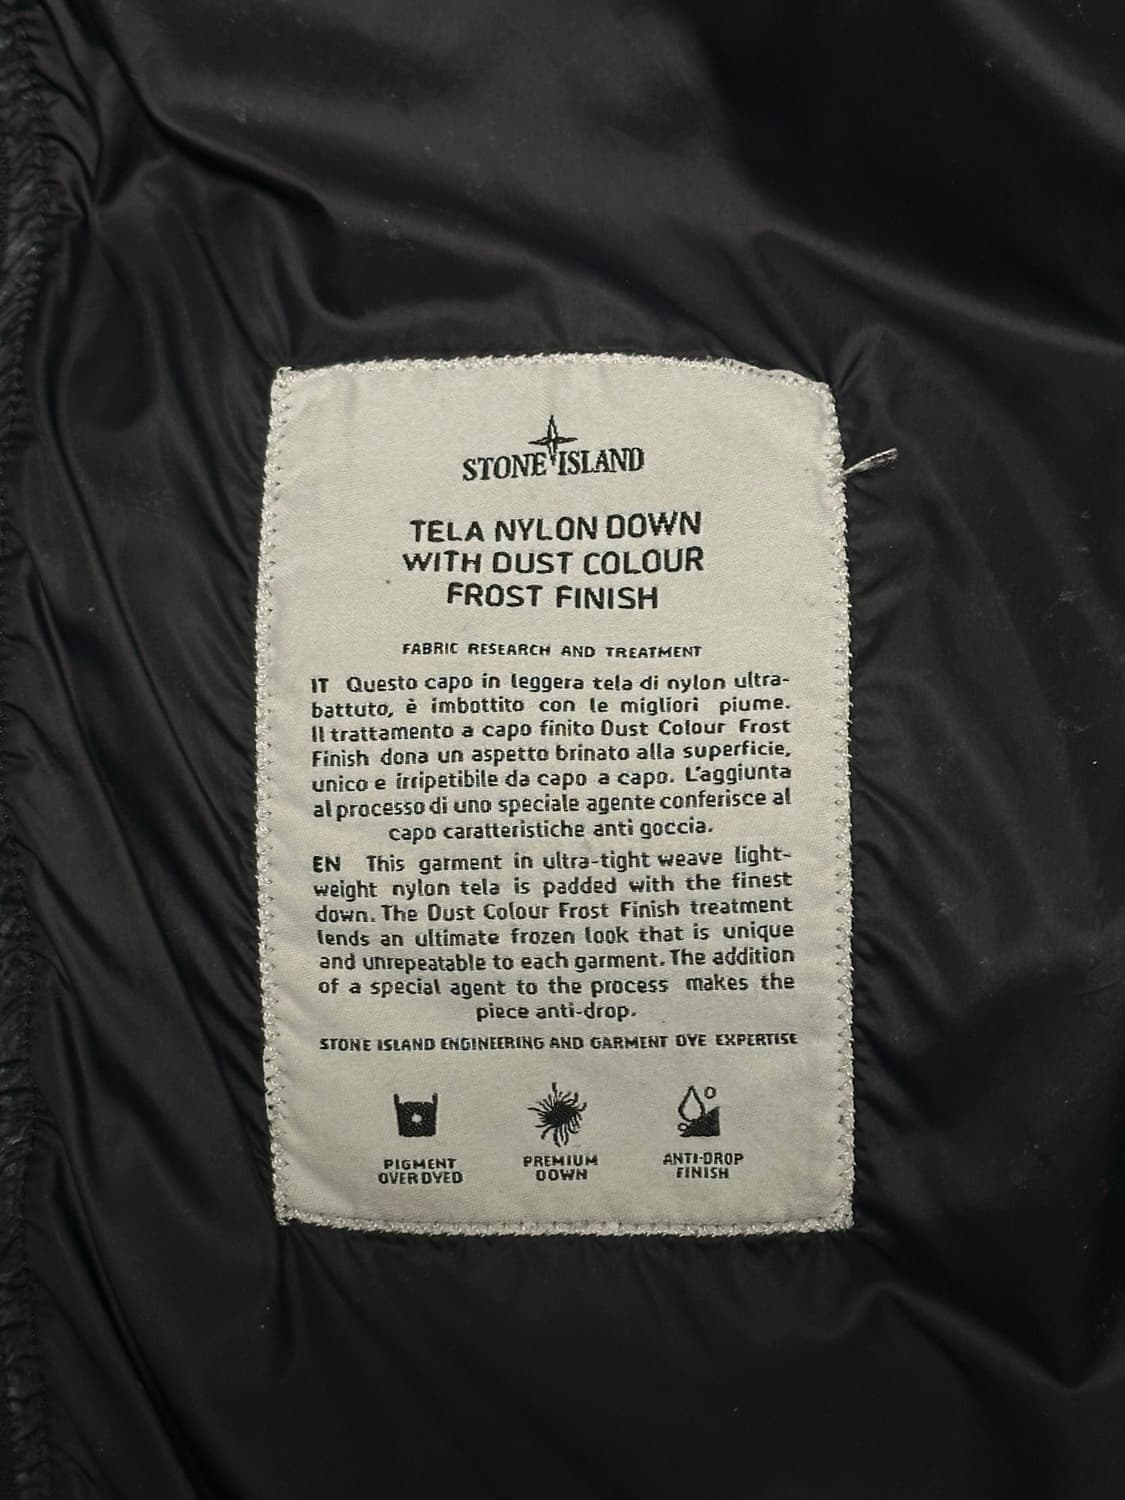 STONE ISLAND
TELA NYLON DOWN
WITH DUST COLOUR
FROST FINISH
FABRIC RESEARCH AND TREATMENT
IT Questo capo in leggera tela di nylon ultra-
battuto, è imbottito con le migliori piume.
Il trattamento a capo finito Dust Colour Frost
Finish dona un aspetto brinato alla superficie,
unico e irripetibile da capo a capo. L'aggiunta
al processo di uno speciale agente conferisce al
capo caratteristiche anti goccia.
EN This garment in ultra-tight weave light-
weight nylon tela is padded with the finest
down. The Dust Colour Frost Finish treatment
lends an ultimate frozen look that is unique
and unrepeatable to each garment. The addition
of a special agent to the process makes the
piece anti-drop.
STONE ISLAND ENGINEERING AND GARMENT DYE EXPERTISE
PIGMENT
OVERDYED
PREMIUM
DOWN
ANTI-DROP
FINISH